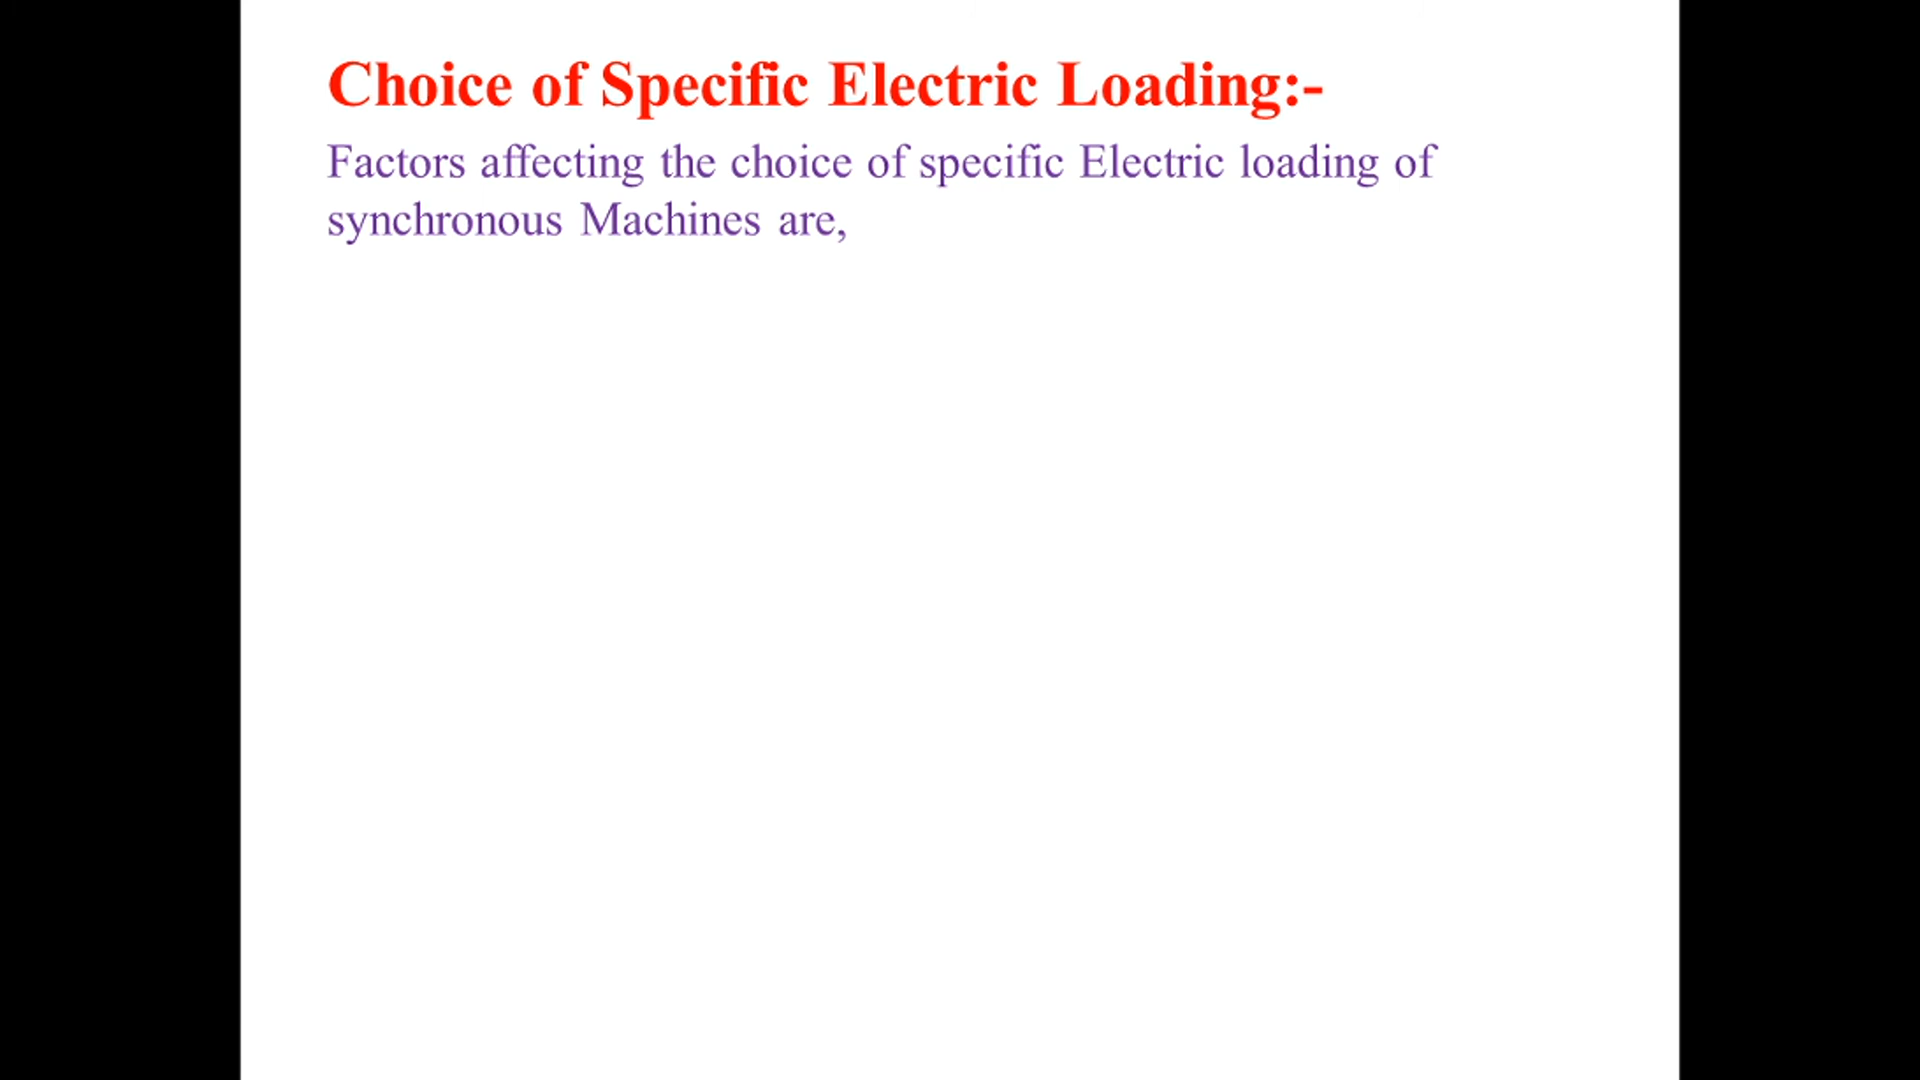 Choice of Specific Electric Loading:-
Factors affecting the choice of specific Electric loading of
synchronous Machines are,